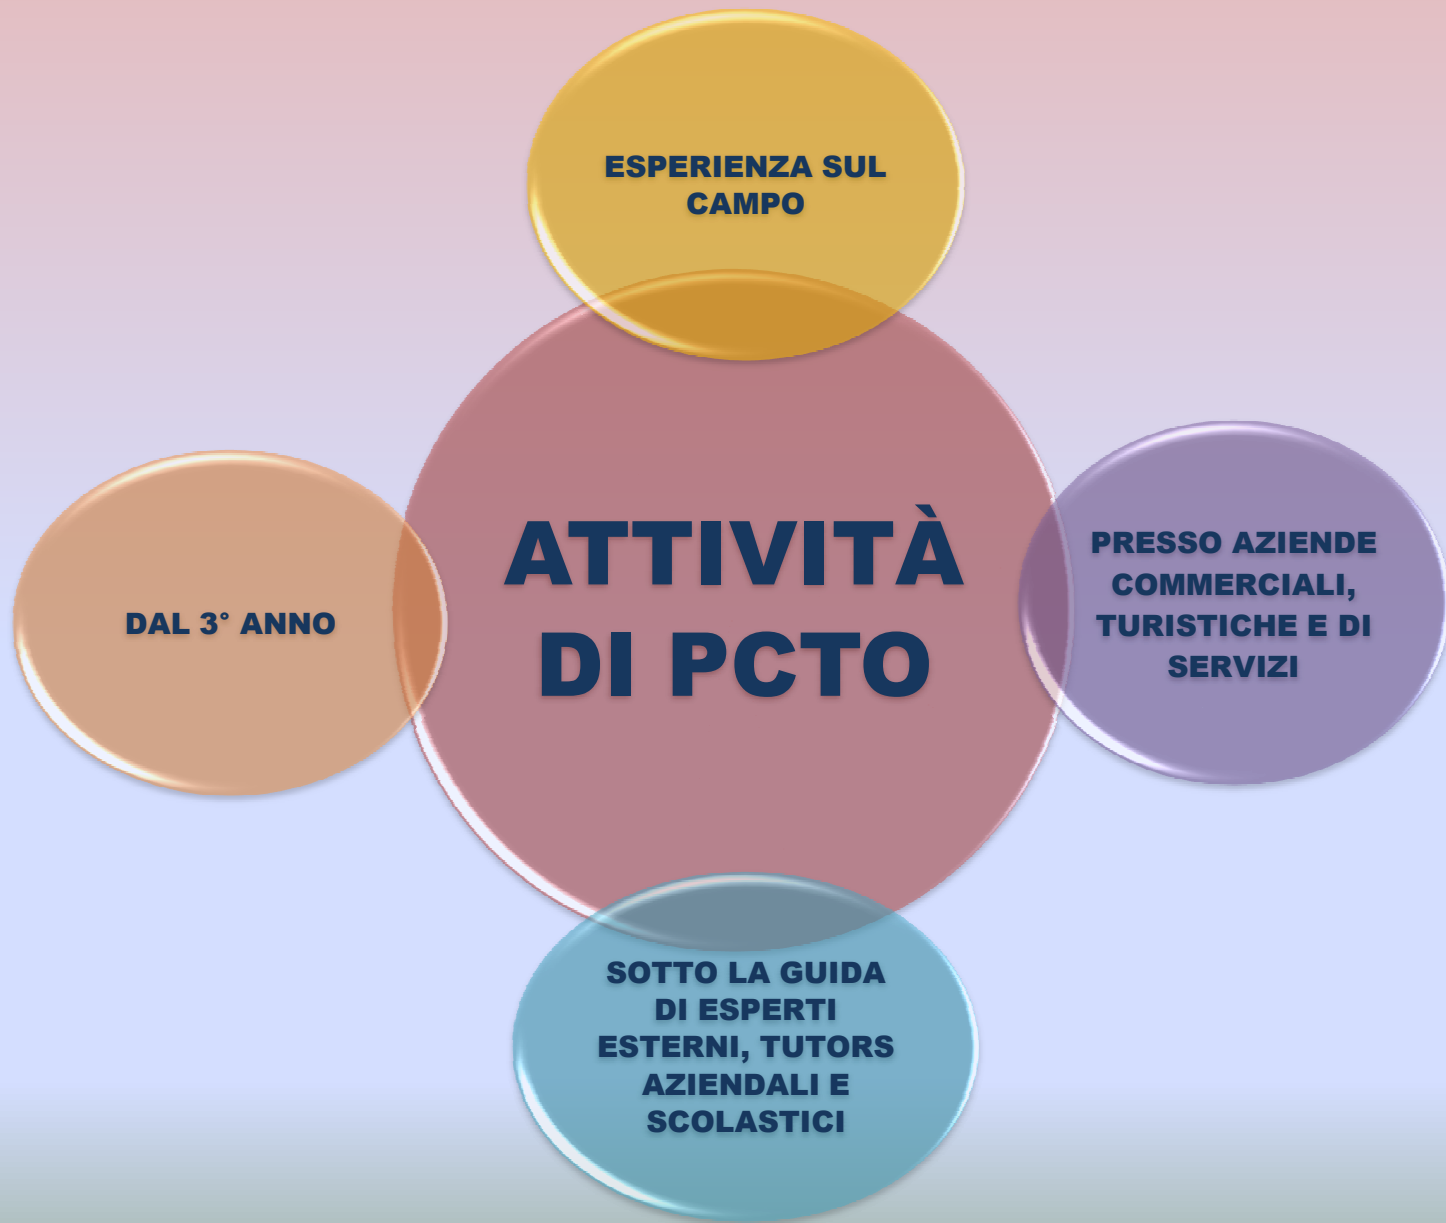 ESPERIENZA SUL
CAMPO
DAL 3° ANNO
ATTIVITÀ
DI PCTO
PRESSO AZIENDE
COMMERCIALI,
TURISTICHE E DI
SERVIZI
SOTTO LA GUIDA
DI ESPERTI
ESTERNI, TUTORS
AZIENDALI E
SCOLASTICI